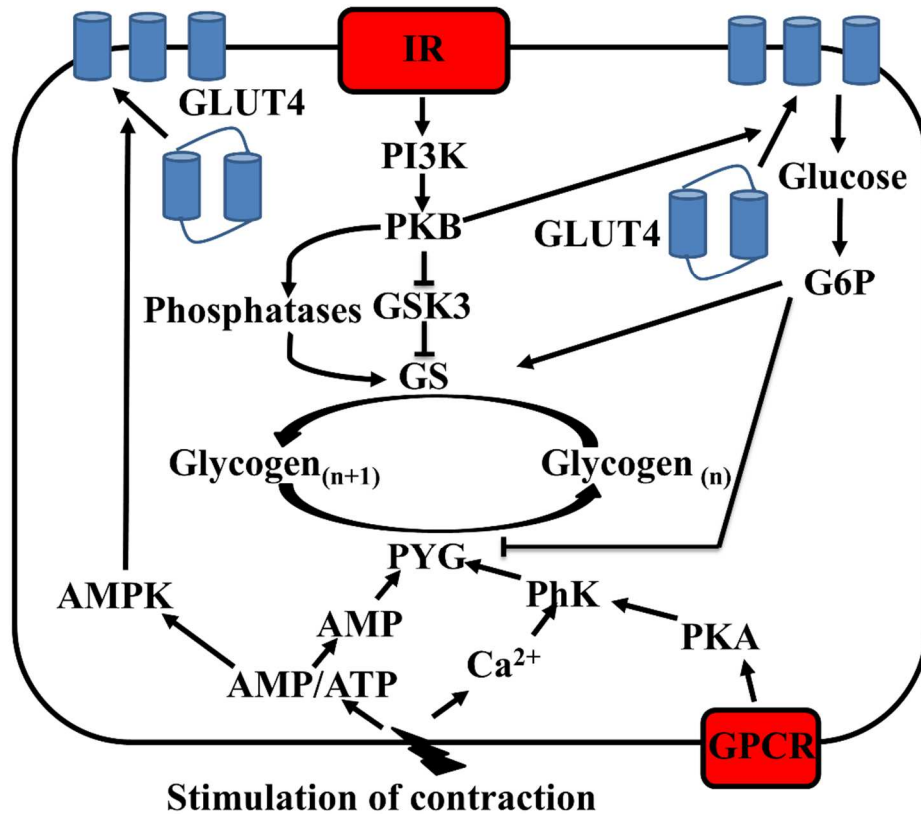 IR
GLUT4
PI3K
Glucose
PKB
GLUT4
G6P
Phosphatases
GSK3
GS
Glycogen(n+1)
Glycogen (n)
PYG
AMPK
PhK
AMP
PKA
Ca²⁺
AMP/ATP
GPCR
Stimulation of contraction